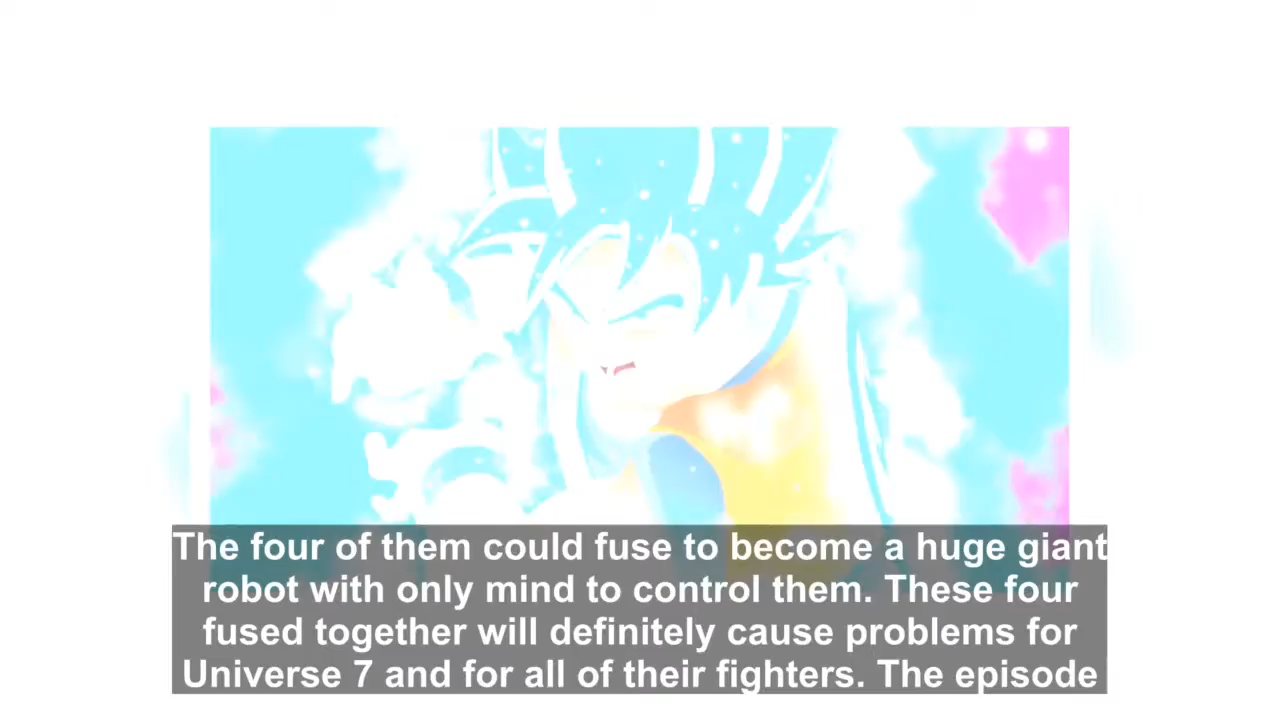 The four of them could fuse to become a huge giant
robot with only mind to control them. These four
fused together will definitely cause problems for
Universe 7 and for all of their fighters. The episode